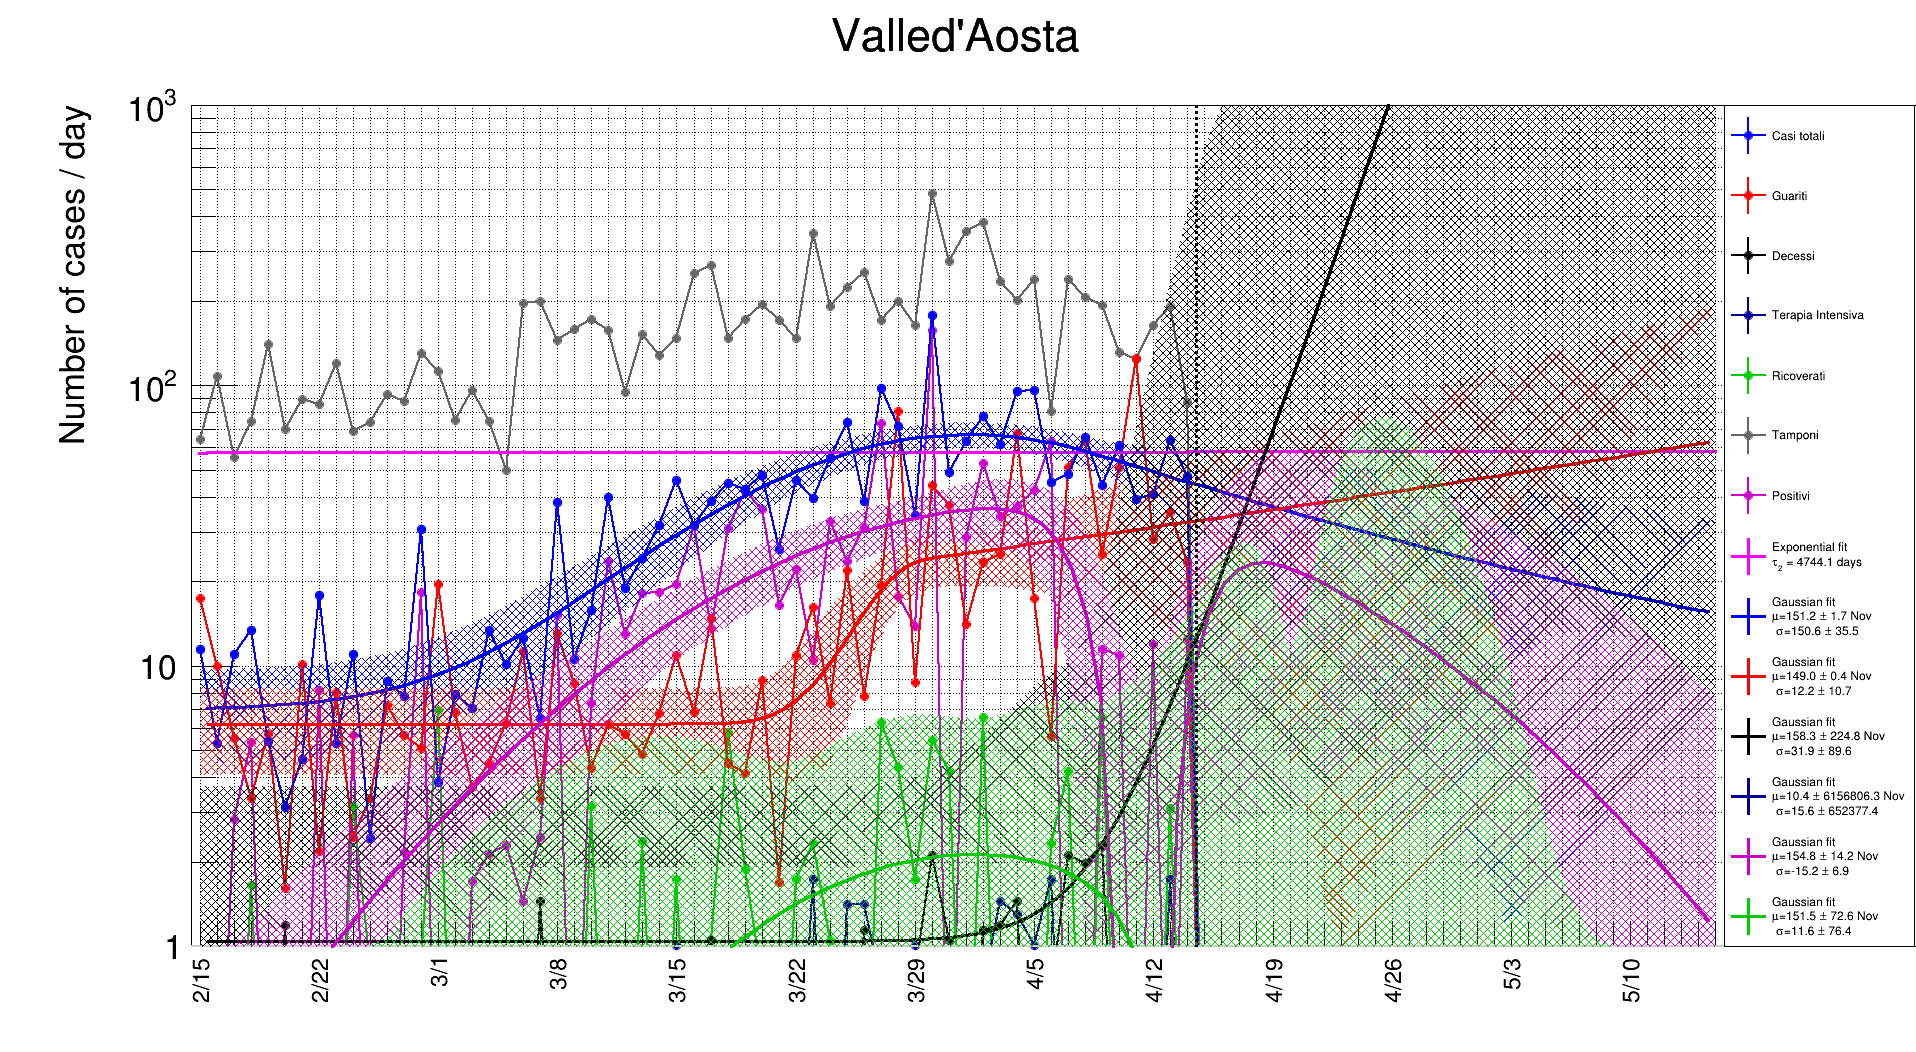 Valled'Aosta
Number of cases / day
10³
10²
10
1
2/15
2/22
3/1
3/8
3/15
3/22
3/29
4/5
4/12
4/19
4/26
5/3
5/10
Casi totali
Guariti
Decessi
Terapia Intensiva
Ricoverati
Tamponi
Positivi
Exponential fit
τ₂ = 4744.1 days
Gaussian fit
μ=151.2 ± 1.7 Nov
σ=150.6 ± 35.5
Gaussian fit
μ=149.0 ± 0.4 Nov
σ=12.2 ± 10.7
Gaussian fit
μ=158.3 ± 224.8 Nov
σ=31.9 ± 89.6
Gaussian fit
μ=10.4 ± 6156806.3 Nov
σ=15.6 ± 652377.4
Gaussian fit
μ=154.8 ± 14.2 Nov
σ=-15.2 ± 6.9
Gaussian fit
μ=151.5 ± 72.6 Nov
σ=11.6 ± 76.4